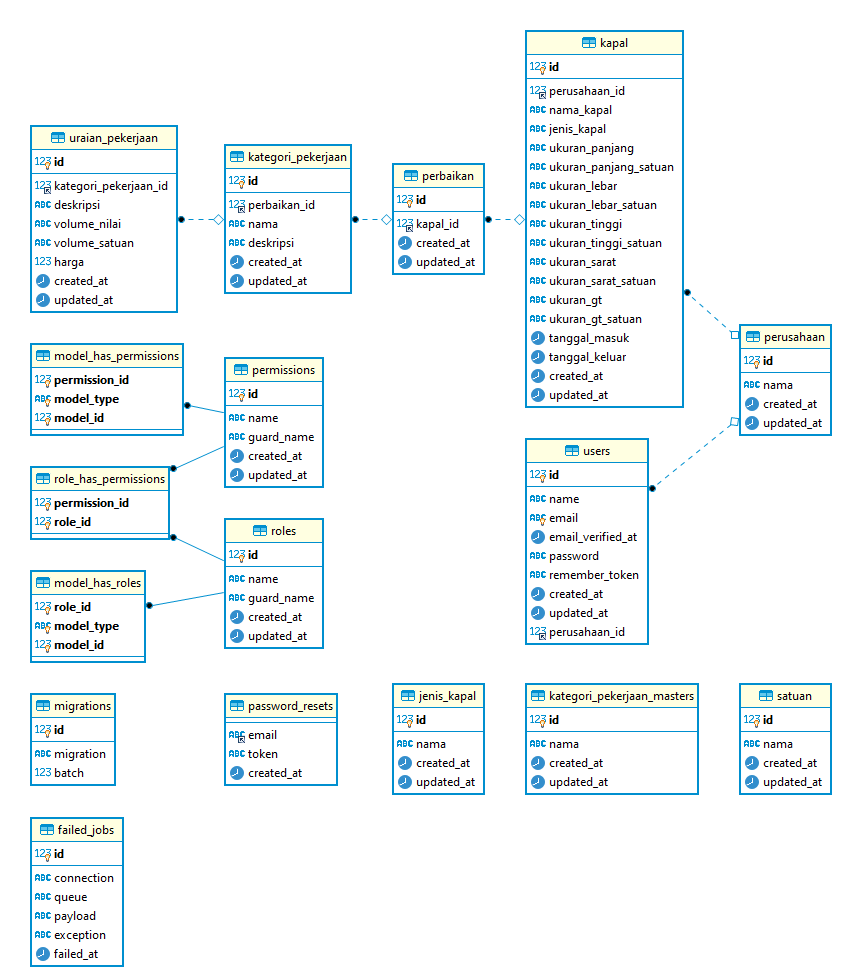 kapal
123 id
123 perusahaan_id
ABC nama_kapal
ABC jenis_kapal
ABC ukuran_panjang
ABC ukuran_panjang_satuan
ABC ukuran_lebar
ABC ukuran_lebar_satuan
ABC ukuran_tinggi
ABC ukuran_tinggi_satuan
ABC ukuran_sarat
ABC ukuran_sarat_satuan
ABC ukuran_gt
ABC ukuran_gt_satuan
tanggal_masuk
tanggal_keluar
created_at
updated_at
uraian_pekerjaan
123 id
123 kategori_pekerjaan_id
ABC deskripsi
ABC volume_nilai
ABC volume_satuan
123 harga
created_at
updated_at
kategori_pekerjaan
123 id
123 perbaikan_id
ABC nama
ABC deskripsi
created_at
updated_at
perbaikan
123 id
123 kapal_id
created_at
updated_at
perusahaan
123 id
ABC nama
created_at
updated_at
model_has_permissions
123 permission_id
ABC model_type
123 model_id
permissions
123 id
ABC name
ABC guard_name
created_at
updated_at
role_has_permissions
123 permission_id
123 role_id
roles
123 id
ABC name
ABC guard_name
created_at
updated_at
model_has_roles
123 role_id
ABC model_type
123 model_id
users
123 id
ABC name
ABC email
email_verified_at
ABC password
ABC remember_token
created_at
updated_at
123 perusahaan_id
migrations
123 id
ABC migration
123 batch
password_resets
ABC email
ABC token
created_at
jenis_kapal
123 id
ABC nama
created_at
updated_at
kategori_pekerjaan_masters
123 id
ABC nama
created_at
updated_at
satuan
123 id
ABC nama
created_at
updated_at
failed_jobs
123 id
ABC connection
ABC queue
ABC payload
ABC exception
failed_at